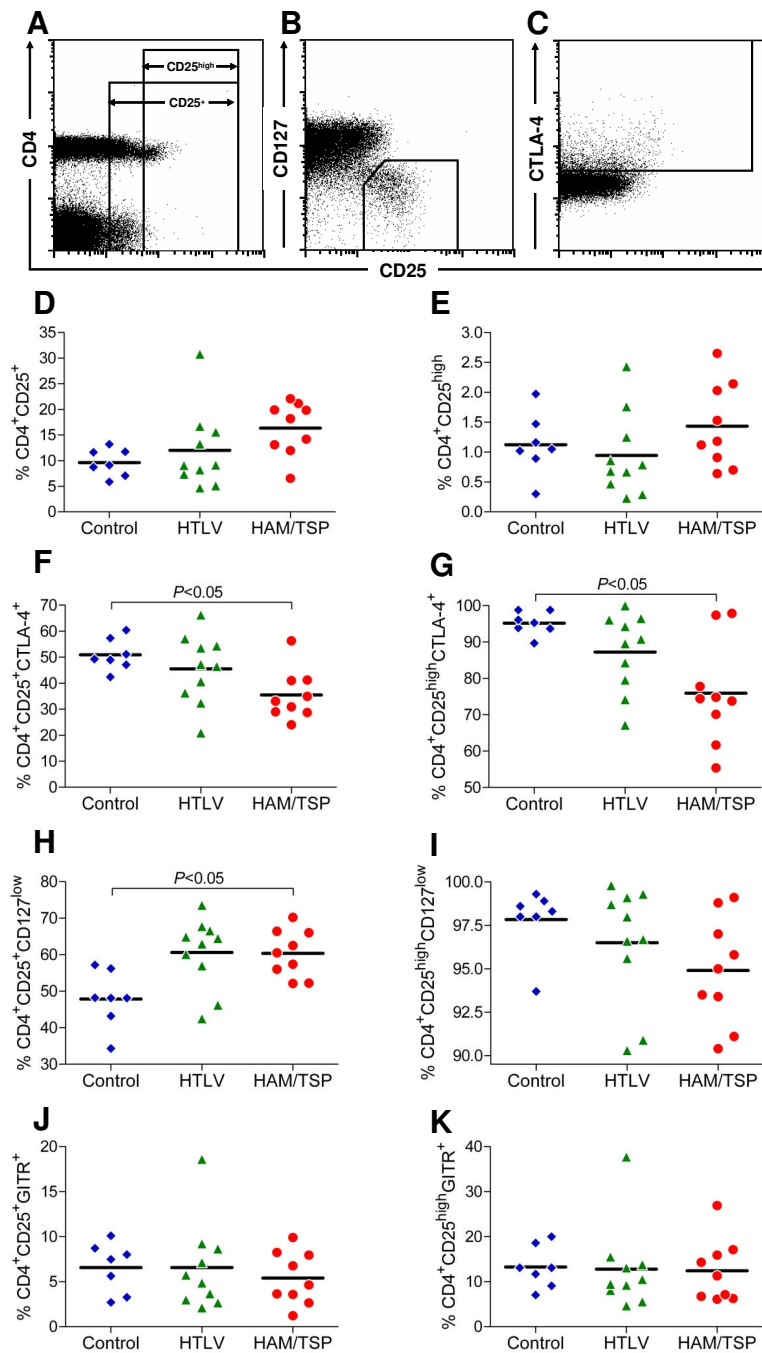 A
B
C
CD4
CD25high
CD25+
CD127
CTLA-4
CD25
D
% CD4+CD25+
35
30
25
20
15
10
5
0
Control HTLV HAM/TSP
E
% CD4+CD25high
3.0
2.5
2.0
1.5
1.0
0.5
0.0
Control HTLV HAM/TSP
F
% CD4+CD25+CTLA-4+
P<0.05
70
60
50
40
30
20
10
0
Control HTLV HAM/TSP
G
% CD4+CD25highCTLA-4+
P<0.05
100
90
80
70
60
50
Control HTLV HAM/TSP
H
% CD4+CD25+CD127low
P<0.05
80
70
60
50
40
30
Control HTLV HAM/TSP
I
% CD4+CD25highCD127low
100.0
97.5
95.0
92.5
90.0
Control HTLV HAM/TSP
J
% CD4+CD25+GITR+
20
15
10
5
0
Control HTLV HAM/TSP
K
% CD4+CD25highGITR+
40
30
20
10
0
Control HTLV HAM/TSP